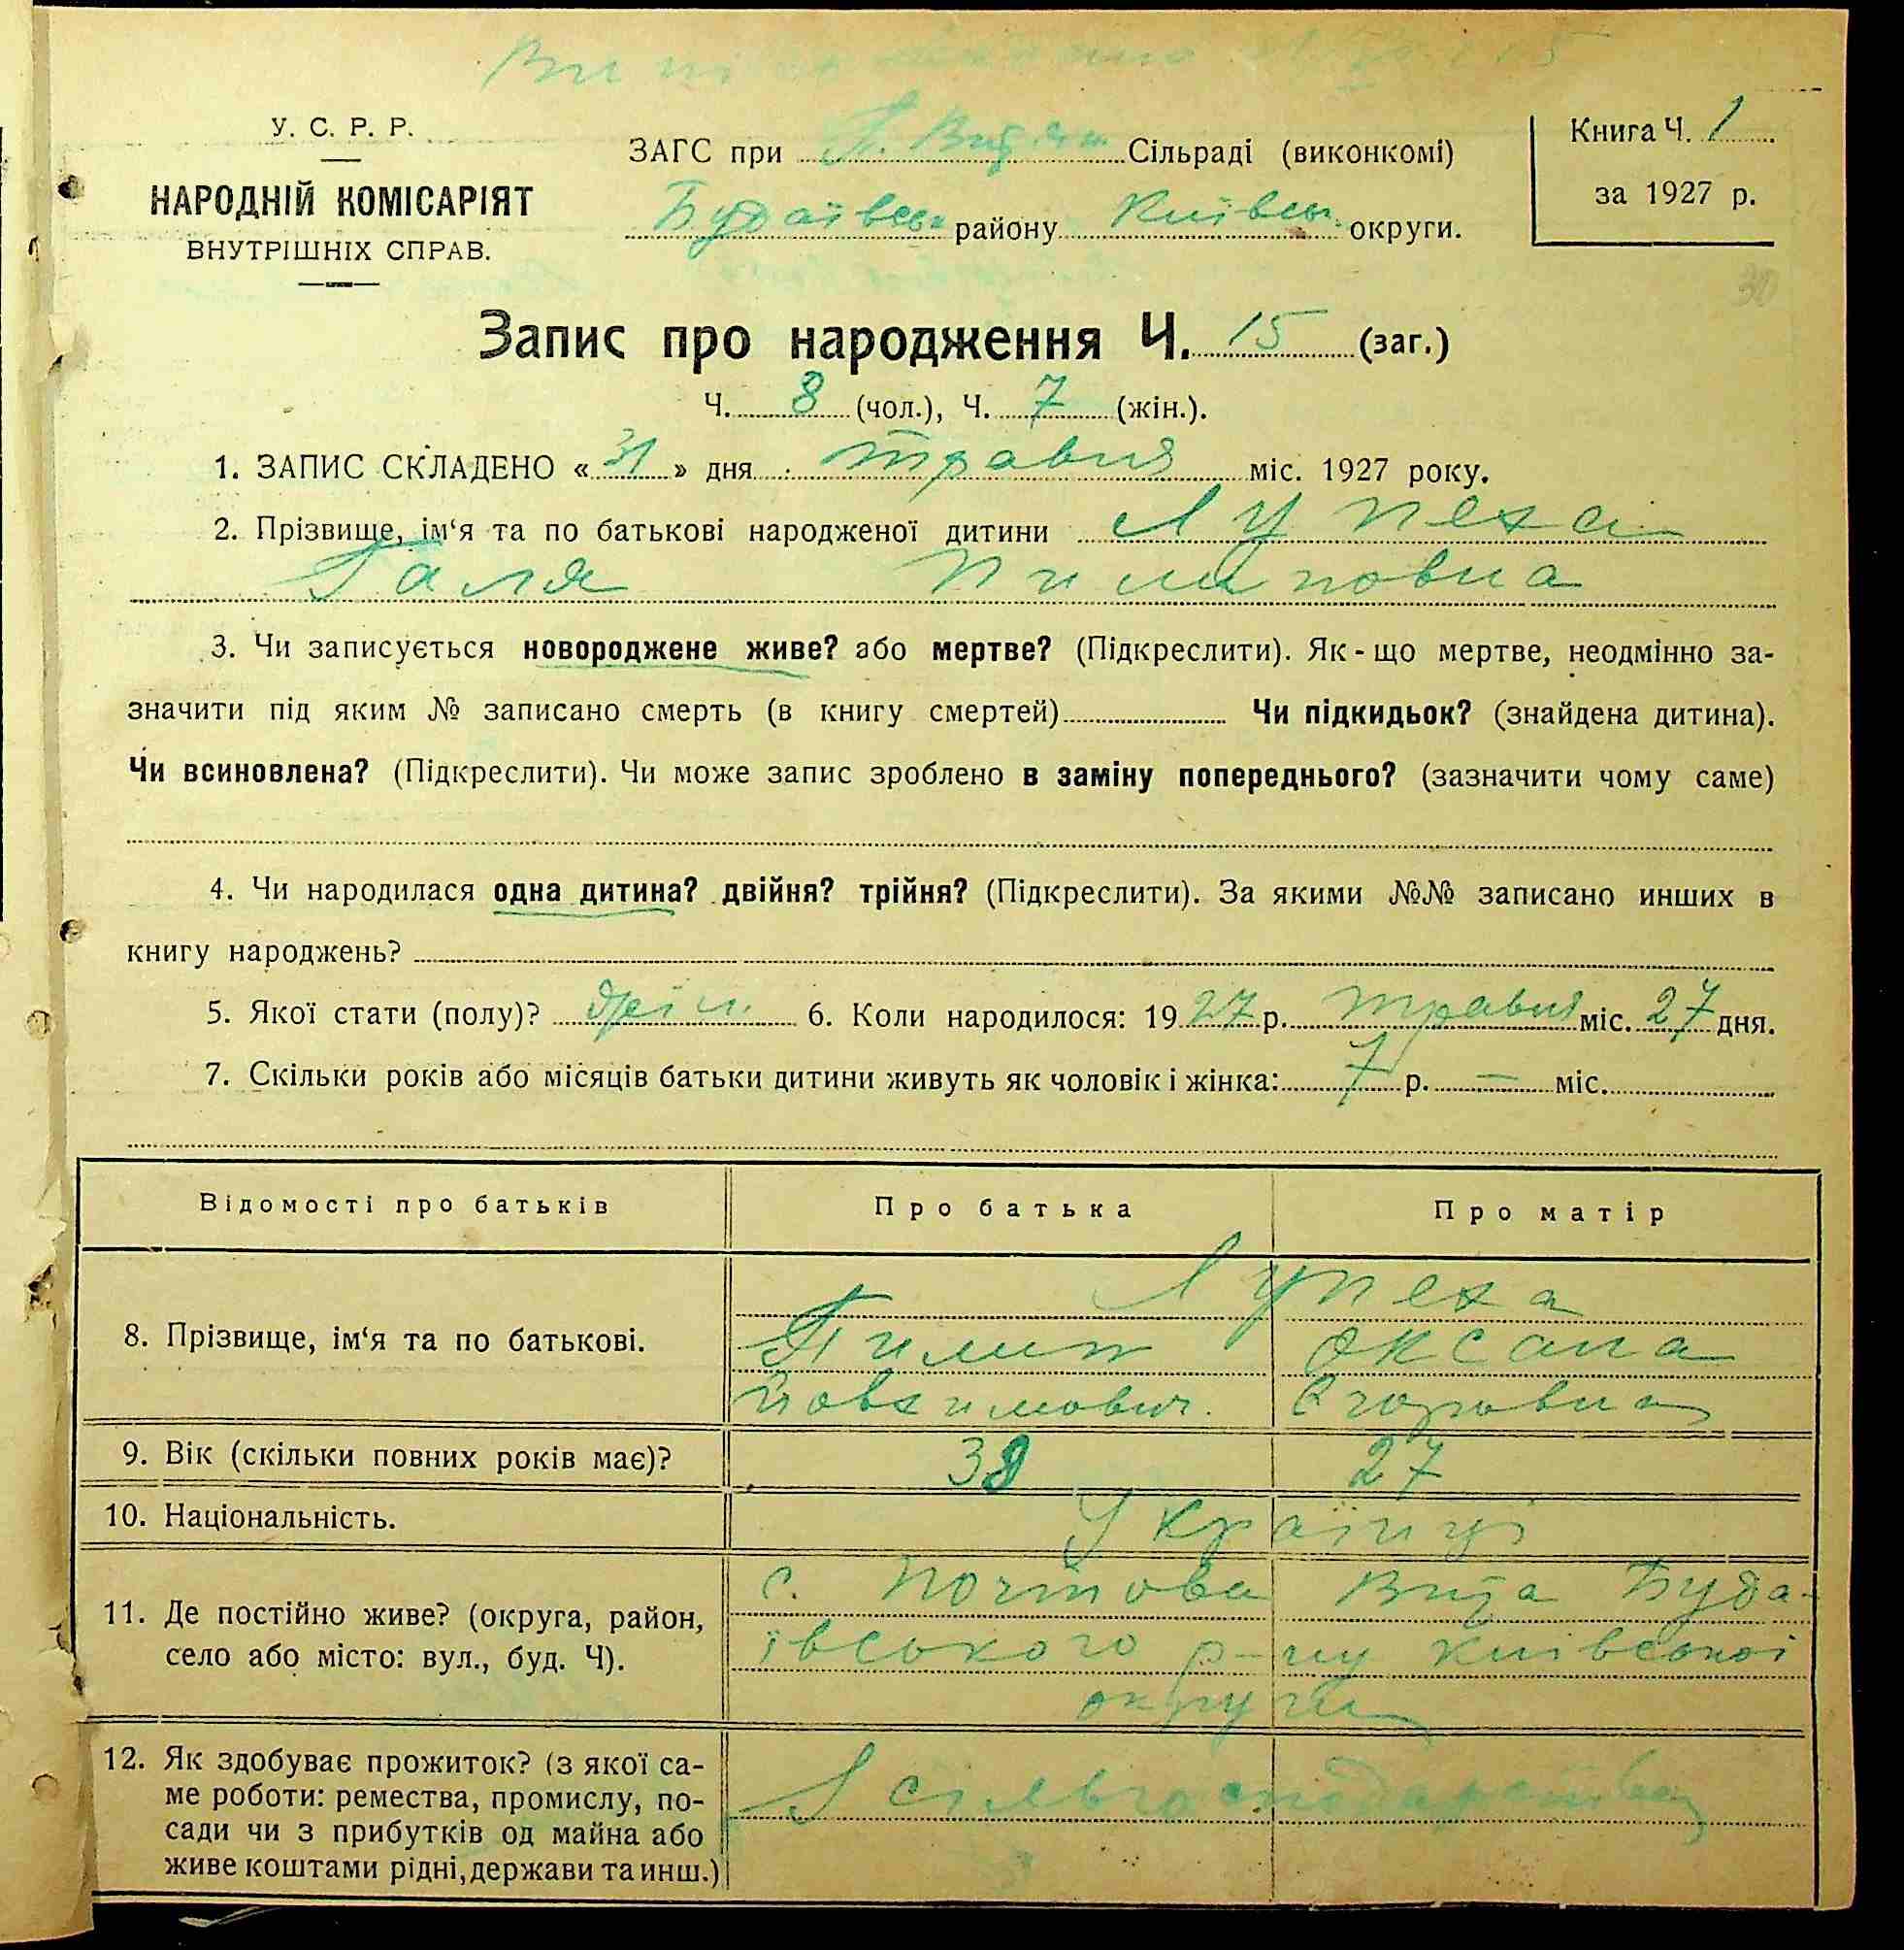 У. С. Р. Р.
НАРОДНІЙ КОМІСАРІЯТ
ВНУТРІШНІХ СПРАВ.
ЗАГС при П. Витян. Сільраді (виконкомі)
Будаївськ району Київськ. округи.
Книга Ч. 1
за 1927 р.
30
Запис про народження Ч. 15 (заг.)
Ч. 8 (чол.), Ч. 7 (жін.).
1. ЗАПИС СКЛАДЕНО « 31 » дня травня міс. 1927 року.
2. Прізвище, ім‘я та по батькові народженої дитини Лупеха
Галя Пилиповна
3. Чи записується новороджене живе? або мертве? (Підкреслити). Як-що мертве, неодмінно за-
значити під яким № записано смерть (в книгу смертей) Чи підкидьок? (знайдена дитина).
Чи всиновлена? (Підкреслити). Чи може запис зроблено в заміну попереднього? (зазначити чому саме)
4. Чи народилася одна дитина? двійня? трійня? (Підкреслити). За якими №№ записано инших в
книгу народжень?
5. Якої стати (полу)? жін. 6. Коли народилося: 1927 р. травня міс. 27 дня.
7. Скільки років або місяців батьки дитини живуть як чоловік і жінка: 7 р. — міс.
Відомості про батьків Про батька Про матір
8. Прізвище, ім‘я та по батькові.
Лупеха
Пилип Оксана
Йовхимович. Єгоровна
9. Вік (скільки повних років має)? 38 27
10. Національність. Українці
11. Де постійно живе? (округа, район,
село або місто: вул., буд. Ч).
с. Почтова Вита Буда-
ївського р-ну Київської
округи
12. Як здобуває прожиток? (з якої са-
ме роботи: ремества, промислу, по-
сади чи з прибутків од майна або
живе коштами рідні, держави та инш.)
З сільгосподарства